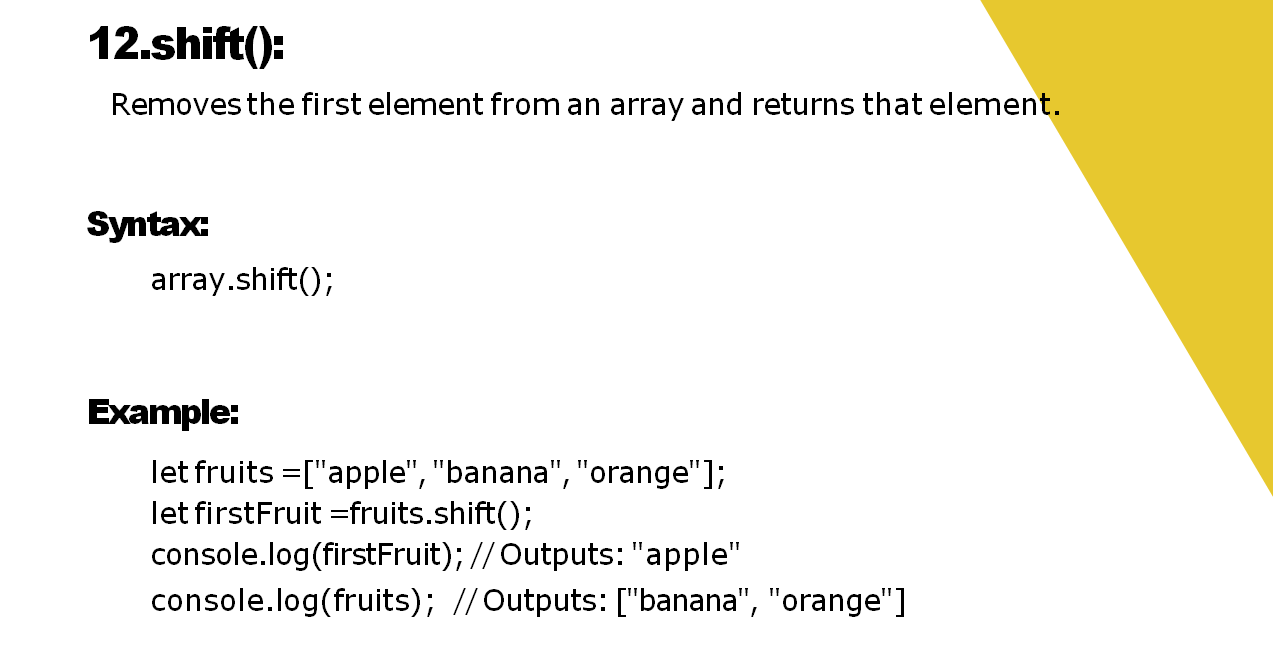 12.shift():
Removes the first element from an array and returns that element.
Syntax:
array.shift();
Example:
let fruits =["apple", "banana", "orange"];
let firstFruit =fruits.shift();
console.log(firstFruit); // Outputs: "apple"
console.log(fruits);  // Outputs: ["banana", "orange"]